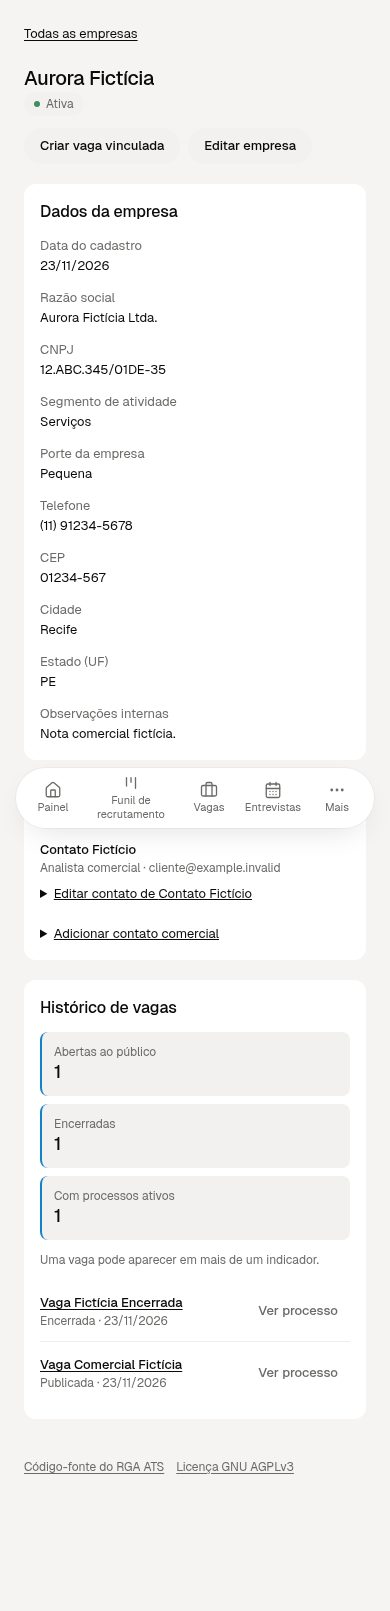 Todas as empresas
Aurora Fictícia
Ativa
Criar vaga vinculada
Editar empresa
Dados da empresa
Data do cadastro
23/11/2026
Razão social
Aurora Fictícia Ltda.
CNPJ
12.ABC.345/01DE-35
Segmento de atividade
Serviços
Porte da empresa
Pequena
Telefone
(11) 91234-5678
CEP
01234-567
Cidade
Recife
Estado (UF)
PE
Observações internas
Nota comercial fictícia.
Painel
Funil de
recrutamento
Vagas
Entrevistas
Mais
Contato Fictício
Analista comercial · cliente@example.invalid
Editar contato de Contato Fictício
Adicionar contato comercial
Histórico de vagas
Abertas ao público
1
Encerradas
1
Com processos ativos
1
Uma vaga pode aparecer em mais de um indicador.
Vaga Fictícia Encerrada
Encerrada · 23/11/2026
Ver processo
Vaga Comercial Fictícia
Publicada · 23/11/2026
Ver processo
Código-fonte do RGA ATS
Licença GNU AGPLv3